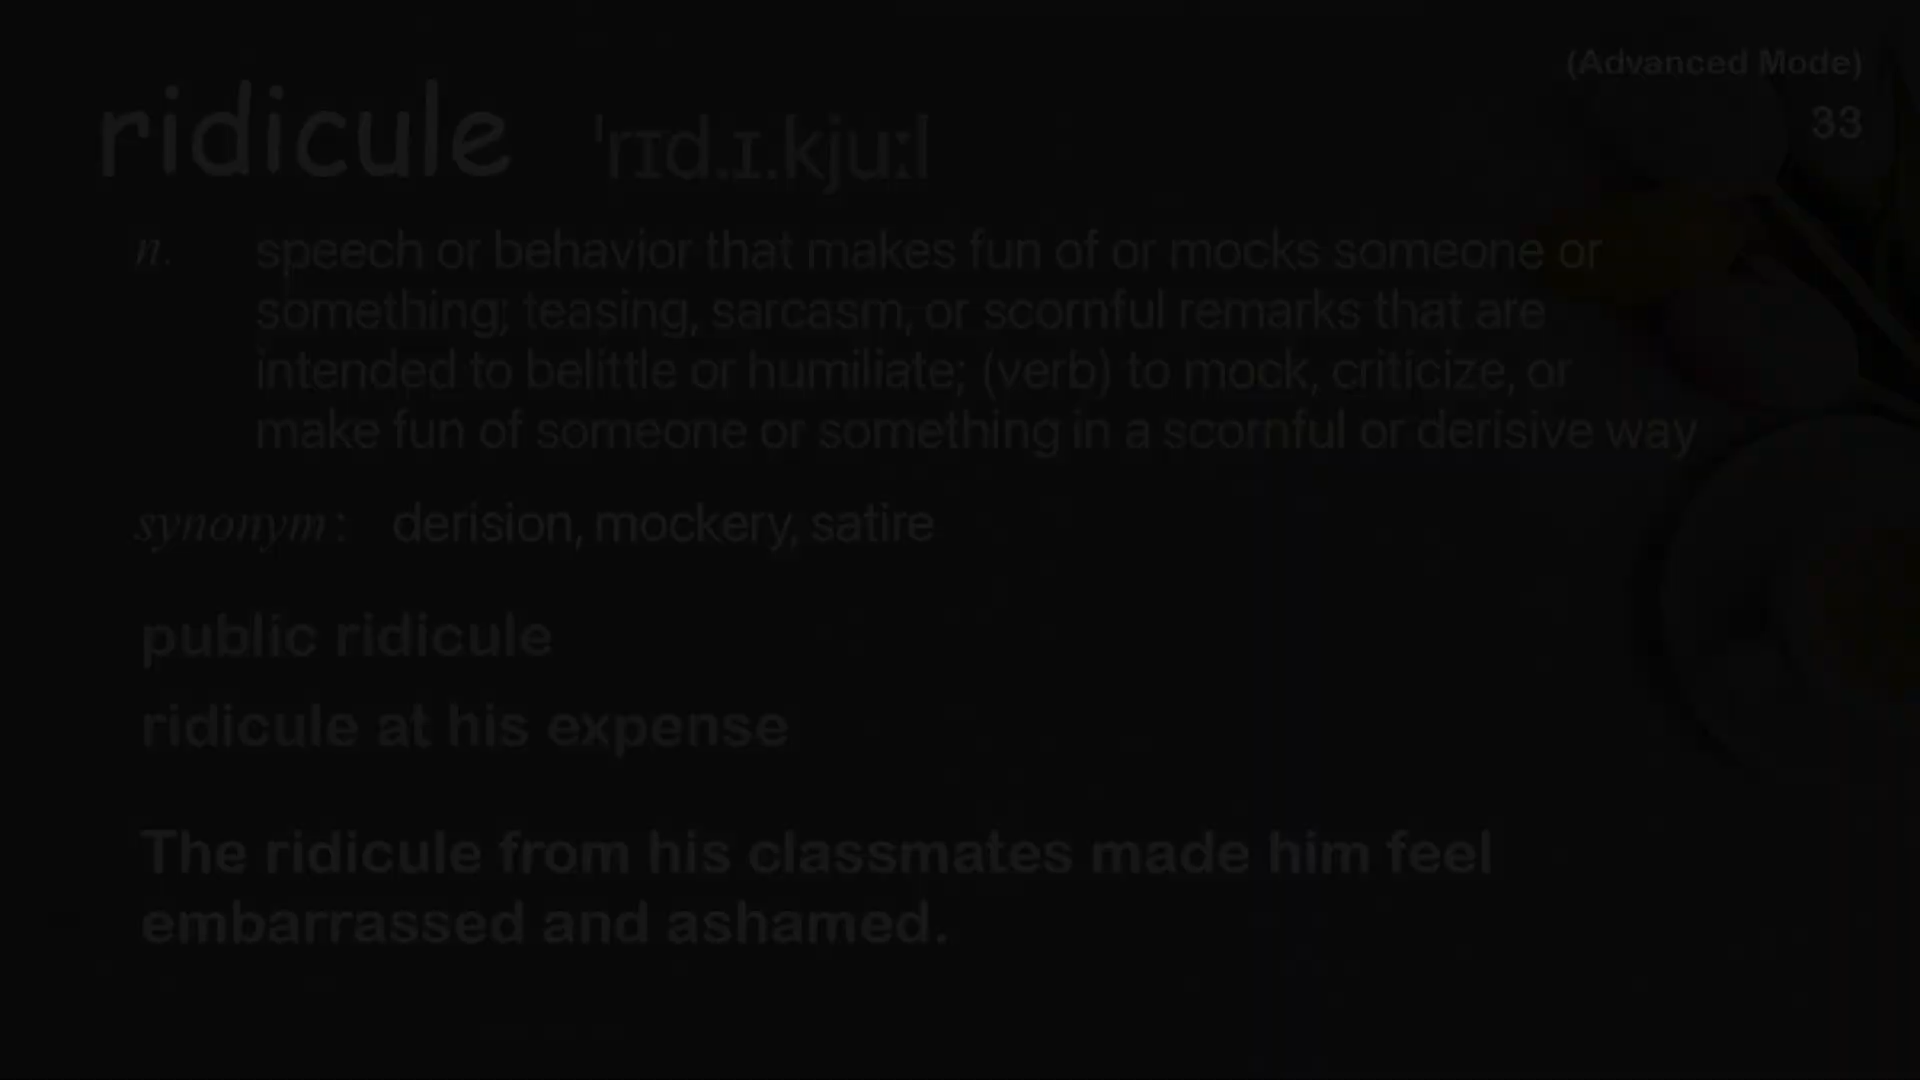 (Advanced Mode)
33
ridicule ˈrɪd.ɪ.kjuːl
n. speech or behavior that makes fun of or mocks someone or
something; teasing, sarcasm, or scornful remarks that are
intended to belittle or humiliate; (verb) to mock, criticize, or
make fun of someone or something in a scornful or derisive way
synonym: derision, mockery, satire
public ridicule
ridicule at his expense
The ridicule from his classmates made him feel
embarrassed and ashamed.